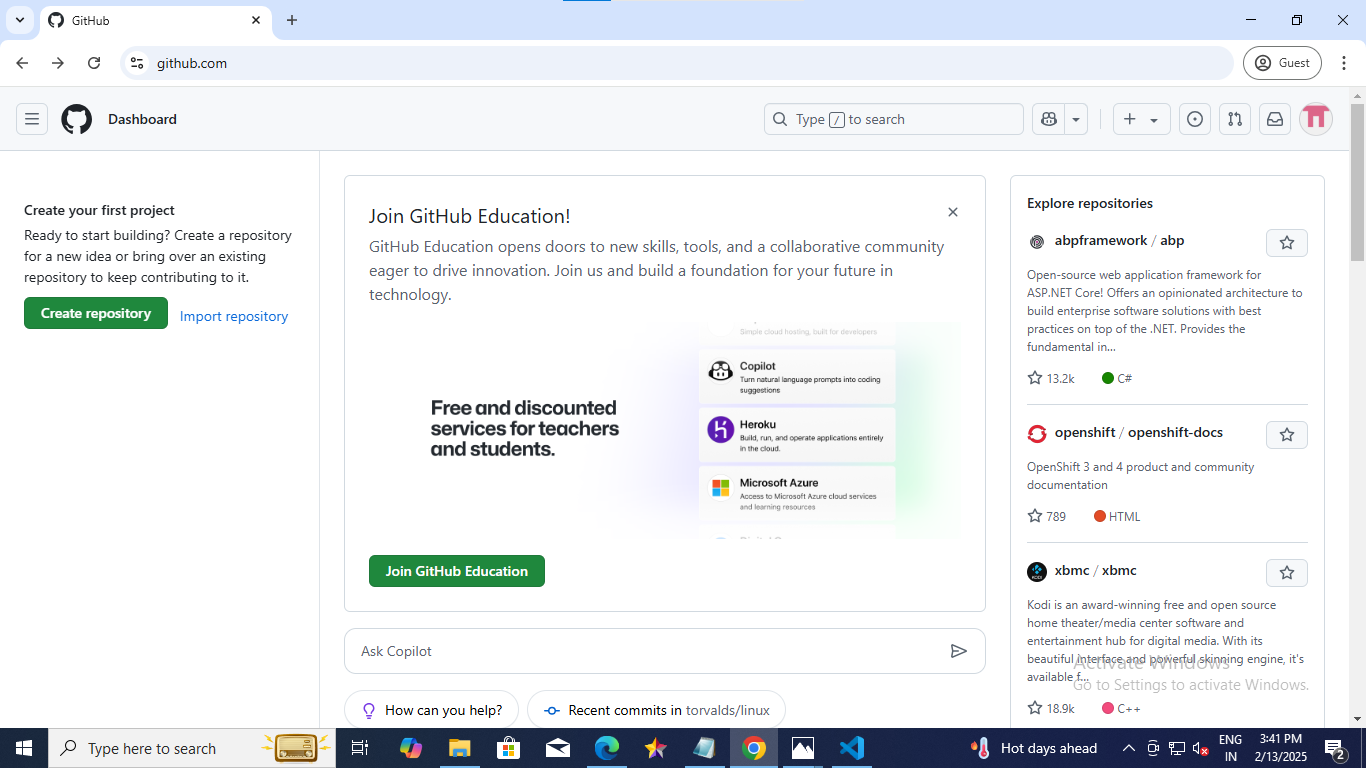 GitHub
github.com
Guest
Dashboard
Type / to search
Create your first project
Ready to start building? Create a repository
for a new idea or bring over an existing
repository to keep contributing to it.
Create repository
Import repository
Join GitHub Education!
GitHub Education opens doors to new skills, tools, and a collaborative community
eager to drive innovation. Join us and build a foundation for your future in
technology.
Free and discounted
services for teachers
and students.
Simple cloud hosting, built for developers
Copilot
Turn natural language prompts into coding
suggestions
Heroku
Build, run, and operate applications entirely
in the cloud.
Microsoft Azure
Access to Microsoft Azure cloud services
and learning resources
Join GitHub Education
Ask Copilot
How can you help?
Recent commits in torvalds/linux
Explore repositories
abpframework / abp
Open-source web application framework for
ASP.NET Core! Offers an opinionated architecture to
build enterprise software solutions with best
practices on top of the .NET. Provides the
fundamental in...
13.2k C#
openshift / openshift-docs
OpenShift 3 and 4 product and community
documentation
789 HTML
xbmc / xbmc
Kodi is an award-winning free and open source
home theater/media center software and
entertainment hub for digital media. With its
beautiful interface and powerful skinning engine, it's
available f...
18.9k C++
Activate Windows
Go to Settings to activate Windows.
Type here to search
Hot days ahead
ENG
IN
3:41 PM
2/13/2025
2